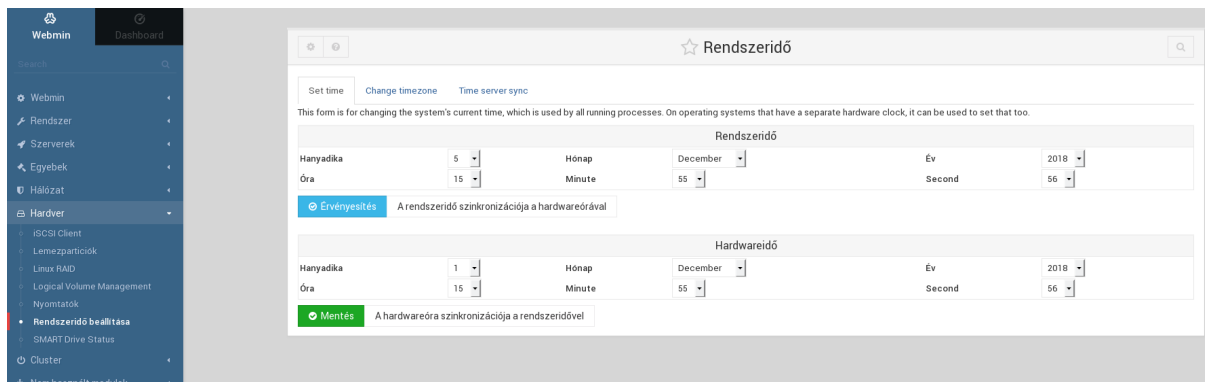 Webmin
Dashboard
Search
Webmin
Rendszer
Szerverek
Egyebek
Hálózat
Hardver
iSCSI Client
Lemezpartíciók
Linux RAID
Logical Volume Management
Nyomtatók
Rendszeridő beállítása
SMART Drive Status
Cluster
Rendszeridő
Set time Change timezone Time server sync
This form is for changing the system's current time, which is used by all running processes. On operating systems that have a separate hardware clock, it can be used to set that too.
Rendszeridő
Hanyadika 5 Hónap December Év 2018
Óra 15 Minute 55 Second 56
Érvényesítés A rendszeridő szinkronizációja a hardwareórával
Hardwareidő
Hanyadika 1 Hónap December Év 2018
Óra 15 Minute 55 Second 56
Mentés A hardwareóra szinkronizációja a rendszeridővel